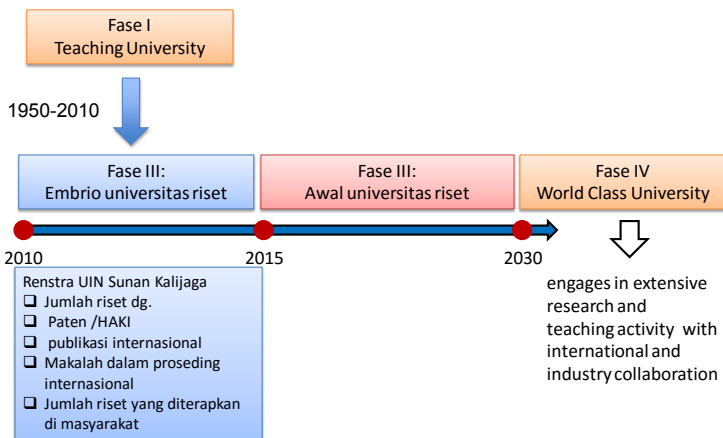 Fase I
Teaching University
1950-2010
Fase III:
Embrio universitas riset
Fase III:
Awal universitas riset
Fase IV
World Class University
2010
2015
2030
Renstra UIN Sunan Kalijaga
Jumlah riset dg.
Paten /HAKI
publikasi internasional
Makalah dalam proseding
internasional
Jumlah riset yang diterapkan
di masyarakat
engages in extensive
research and
teaching activity with
international and
industry collaboration